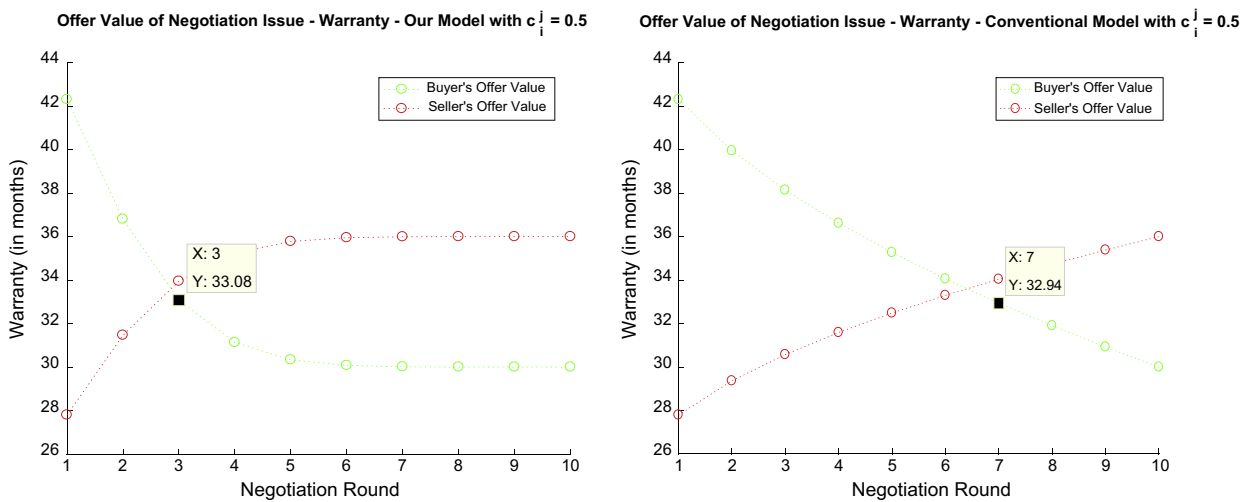 Offer Value of Negotiation Issue - Warranty - Our Model with c j i = 0.5
44
42
40
38
36
34
32
30
28
26
Warranty (in months)
Buyer's Offer Value
Seller's Offer Value
X: 3
Y: 33.08
1 2 3 4 5 6 7 8 9 10
Negotiation Round
Offer Value of Negotiation Issue - Warranty - Conventional Model with c j i = 0.5
44
42
40
38
36
34
32
30
28
26
Warranty (in months)
Buyer's Offer Value
Seller's Offer Value
X: 7
Y: 32.94
1 2 3 4 5 6 7 8 9 10
Negotiation Round